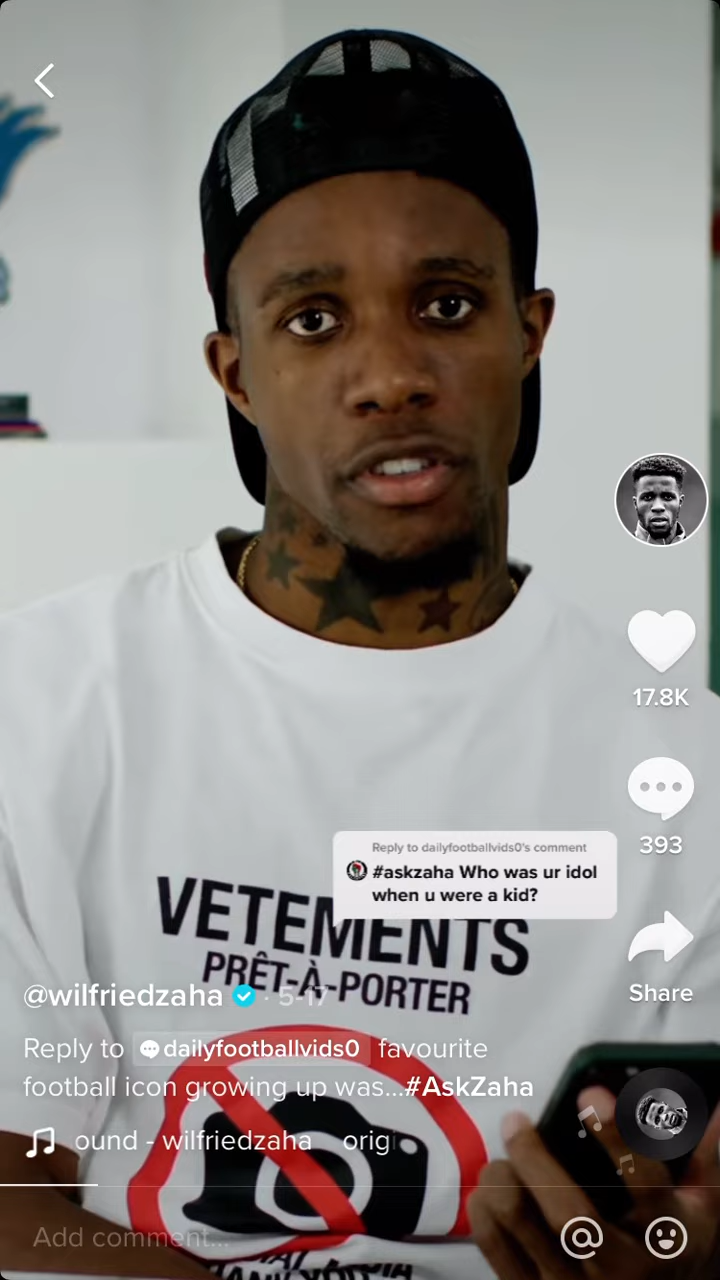 17.8K
Reply to dailyfootballvids0's comment
#askzaha Who was ur idol
when u were a kid?
393
VETEMENTS
PRÊT-À-PORTER
Share
@wilfriedzaha · 5-17
Reply to dailyfootballvids0 favourite
football icon growing up was...#AskZaha
ound - wilfriedzaha orig
Add comment...